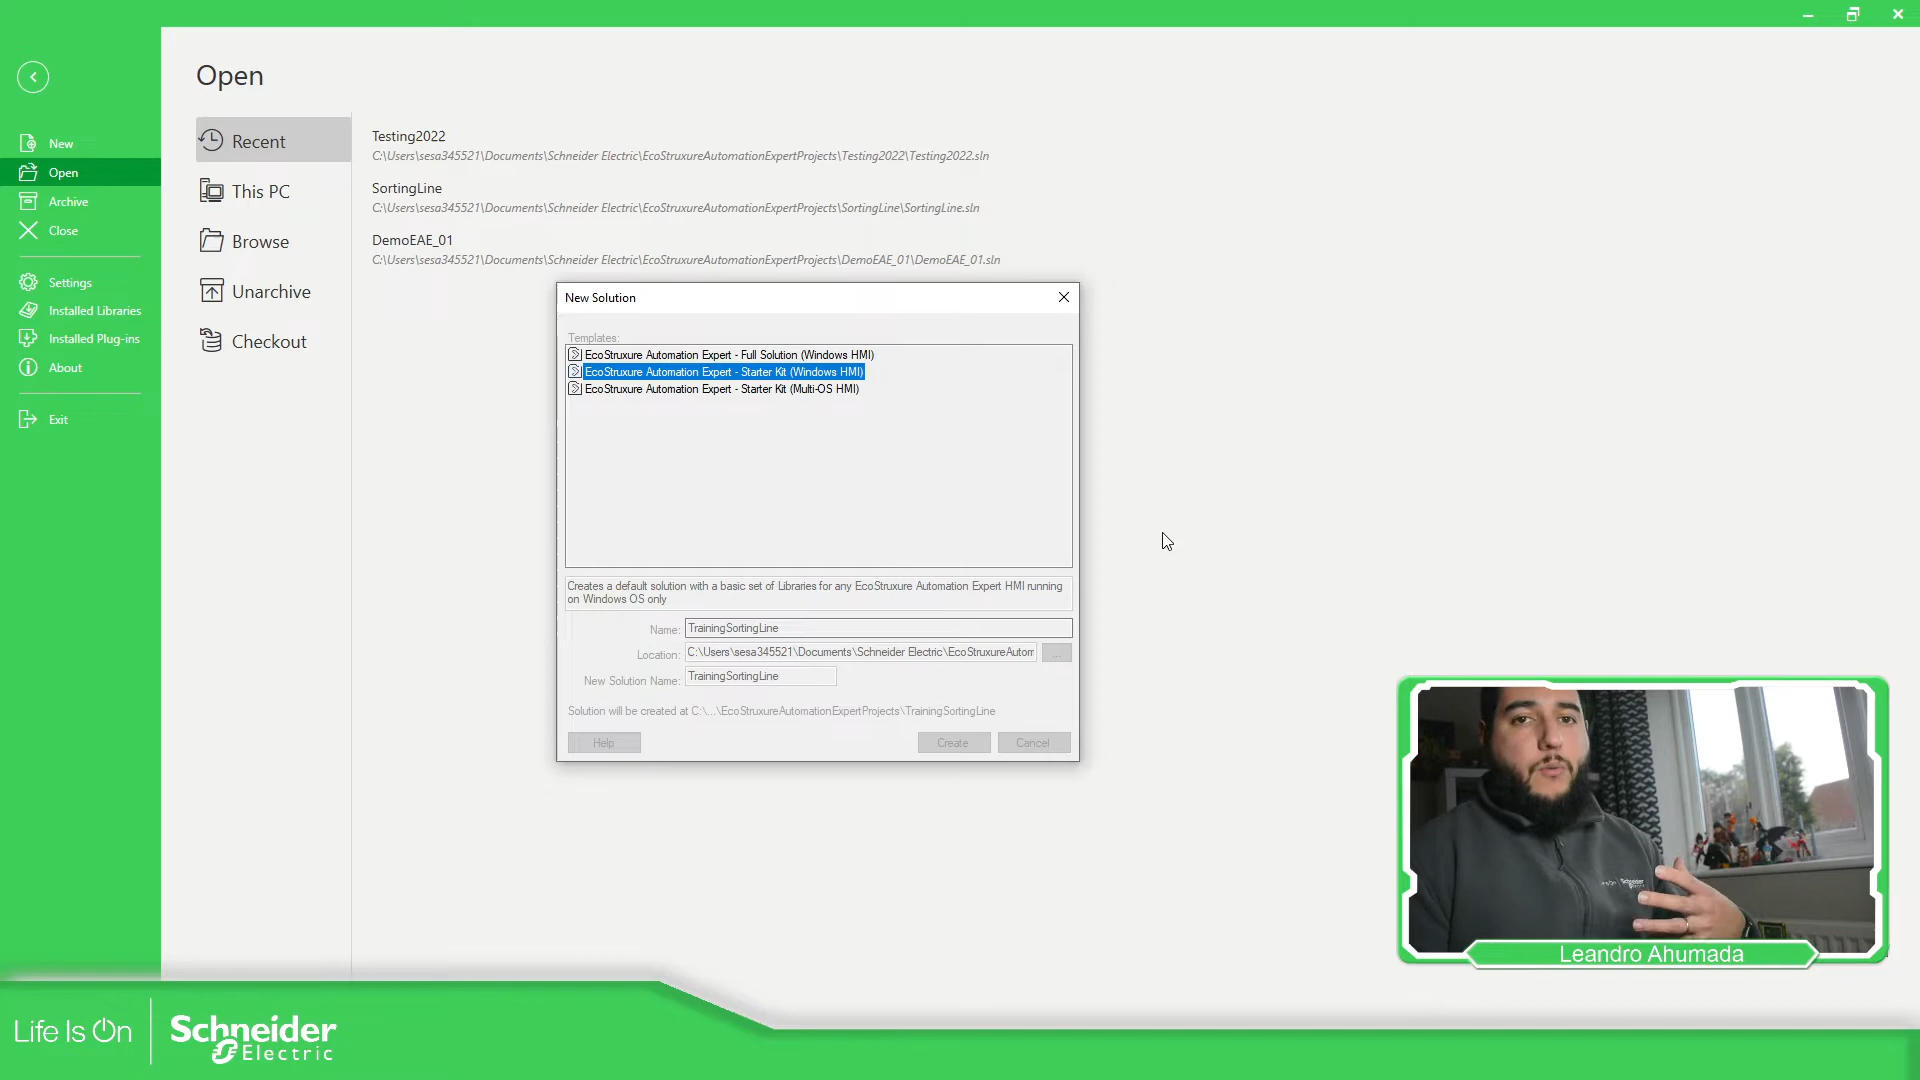 Open
New
Open
Archive
Close
Settings
Installed Libraries
Installed Plug-ins
About
Exit
Recent
This PC
Browse
Unarchive
Checkout
Testing2022
C:\Users\sesa345521\Documents\Schneider Electric\EcoStruxureAutomationExpertProjects\Testing2022\Testing2022.sln
SortingLine
C:\Users\sesa345521\Documents\Schneider Electric\EcoStruxureAutomationExpertProjects\SortingLine\SortingLine.sln
DemoEAE_01
C:\Users\sesa345521\Documents\Schneider Electric\EcoStruxureAutomationExpertProjects\DemoEAE_01\DemoEAE_01.sln
New Solution
Templates:
EcoStruxure Automation Expert - Full Solution (Windows HMI)
EcoStruxure Automation Expert - Starter Kit (Windows HMI)
EcoStruxure Automation Expert - Starter Kit (Multi-OS HMI)
Creates a default solution with a basic set of Libraries for any EcoStruxure Automation Expert HMI running
on Windows OS only
Name: TrainingSortingLine
Location: C:\Users\sesa345521\Documents\Schneider Electric\EcoStruxureAutom ...
New Solution Name: TrainingSortingLine
Solution will be created at C:\...\EcoStruxureAutomationExpertProjects\TrainingSortingLine
Help Create Cancel
Schneider
Leandro Ahumada
Life Is On
Schneider
Electric